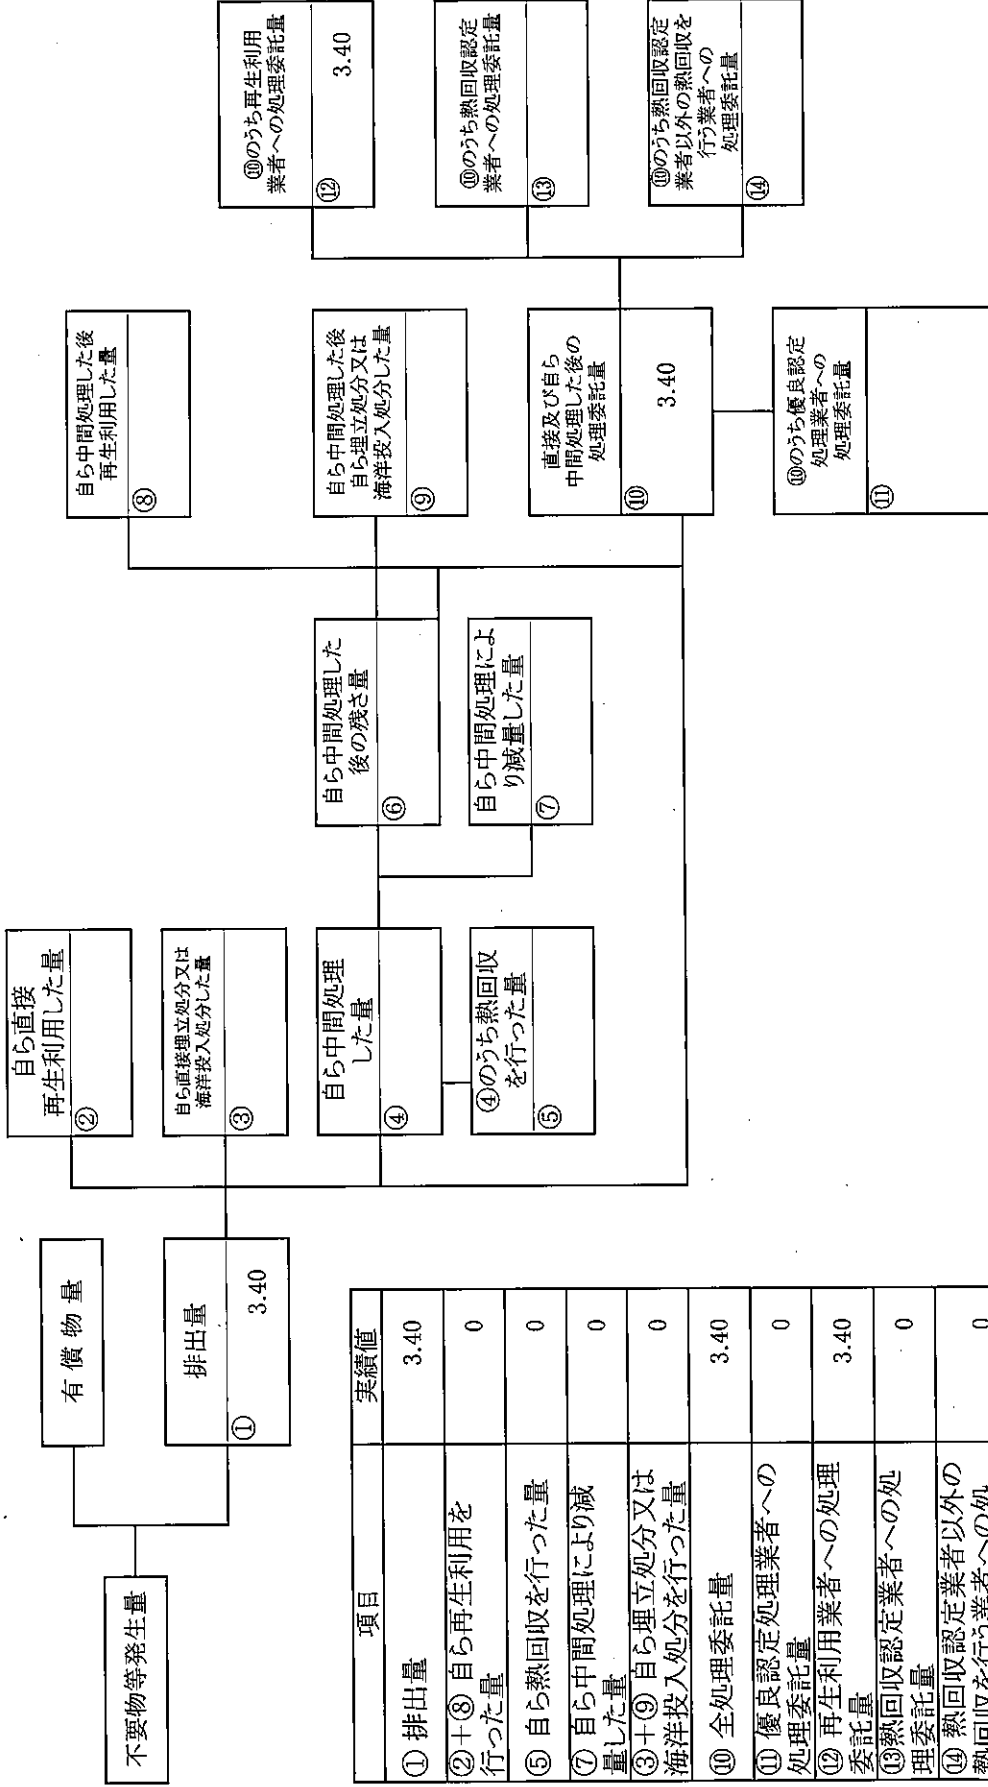 不要物等発生量
有償物量
排出量
①
3.40
自ら直接
再生利用した量
②
自ら直接埋立処分又は
海洋投入処分した量
③
自ら中間処理
した量
④
④のうち熱回収
を行った量
⑤
自ら中間処理した
後の残さ量
⑥
自ら中間処理によ
り減量した量
⑦
自ら中間処理した後
再生利用した量
⑧
自ら中間処理した後
自ら埋立処分又は
海洋投入処分した量
⑨
直接及び自ら
中間処理した後の
処理委託量
⑩
3.40
⑩のうち優良認定
処理業者への
処理委託量
⑪
⑩のうち再生利用
業者への処理委託量
⑫
3.40
⑩のうち熱回収認定
業者への処理委託量
⑬
⑩のうち熱回収認定
業者以外の熱回収を
行う業者への
処理委託量
⑭
項目 実績値
① 排出量 3.40
②+⑧ 自ら再生利用を
行った量 0
⑤ 自ら熱回収を行った量 0
⑦ 自ら中間処理により減
量した量 0
③+⑨ 自ら埋立処分又は
海洋投入処分を行った量 0
⑩ 全処理委託量 3.40
⑪ 優良認定処理業者への
処理委託量 0
⑫ 再生利用業者への処理
委託量 3.40
⑬熱回収認定業者への処
理委託量 0
⑭ 熱回収認定業者以外の
熱回収を行う業者への処 0